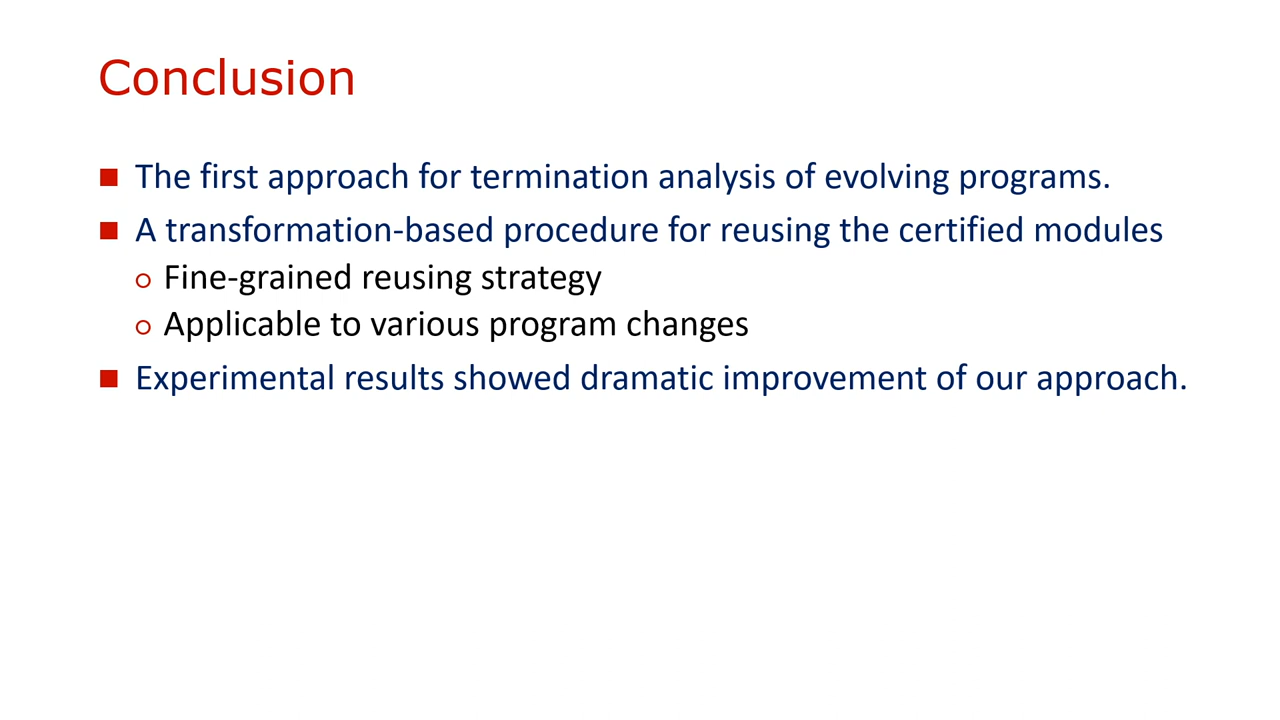 Conclusion
The first approach for termination analysis of evolving programs.
A transformation-based procedure for reusing the certified modules
Fine-grained reusing strategy
Applicable to various program changes
Experimental results showed dramatic improvement of our approach.